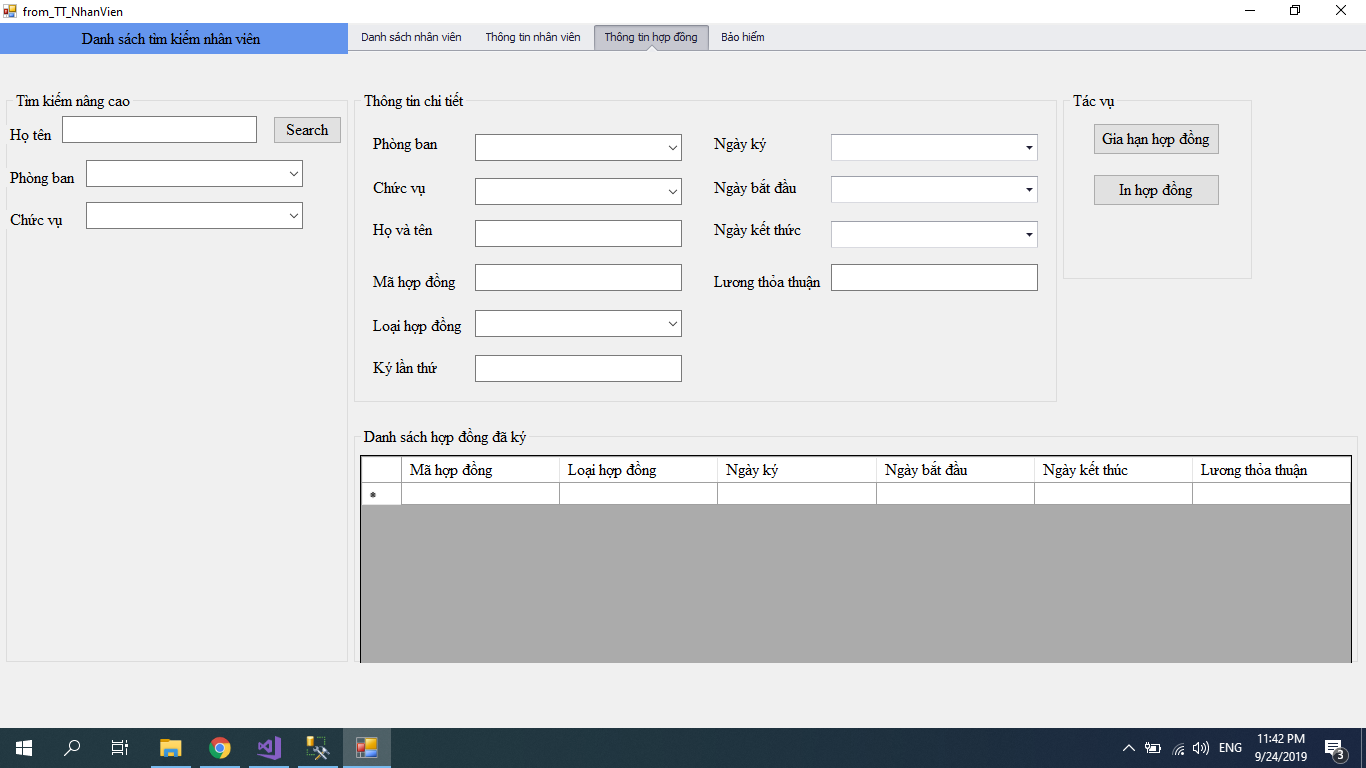 from_TT_NhanVien
Danh sách tìm kiếm nhân viên
Danh sách nhân viên
Thông tin nhân viên
Thông tin hợp đồng
Bảo hiểm
Tìm kiếm nâng cao
Họ tên
Search
Phòng ban
Chức vụ
Thông tin chi tiết
Phòng ban
Chức vụ
Họ và tên
Mã hợp đồng
Loại hợp đồng
Ký lần thứ
Ngày ký
Ngày bắt đầu
Ngày kết thức
Lương thỏa thuận
Tác vụ
Gia hạn hợp đồng
In hợp đồng
Danh sách hợp đồng đã ký
Mã hợp đồng Loại hợp đồng Ngày ký Ngày bắt đầu Ngày kết thúc Lương thỏa thuận
ENG
11:42 PM
9/24/2019
3